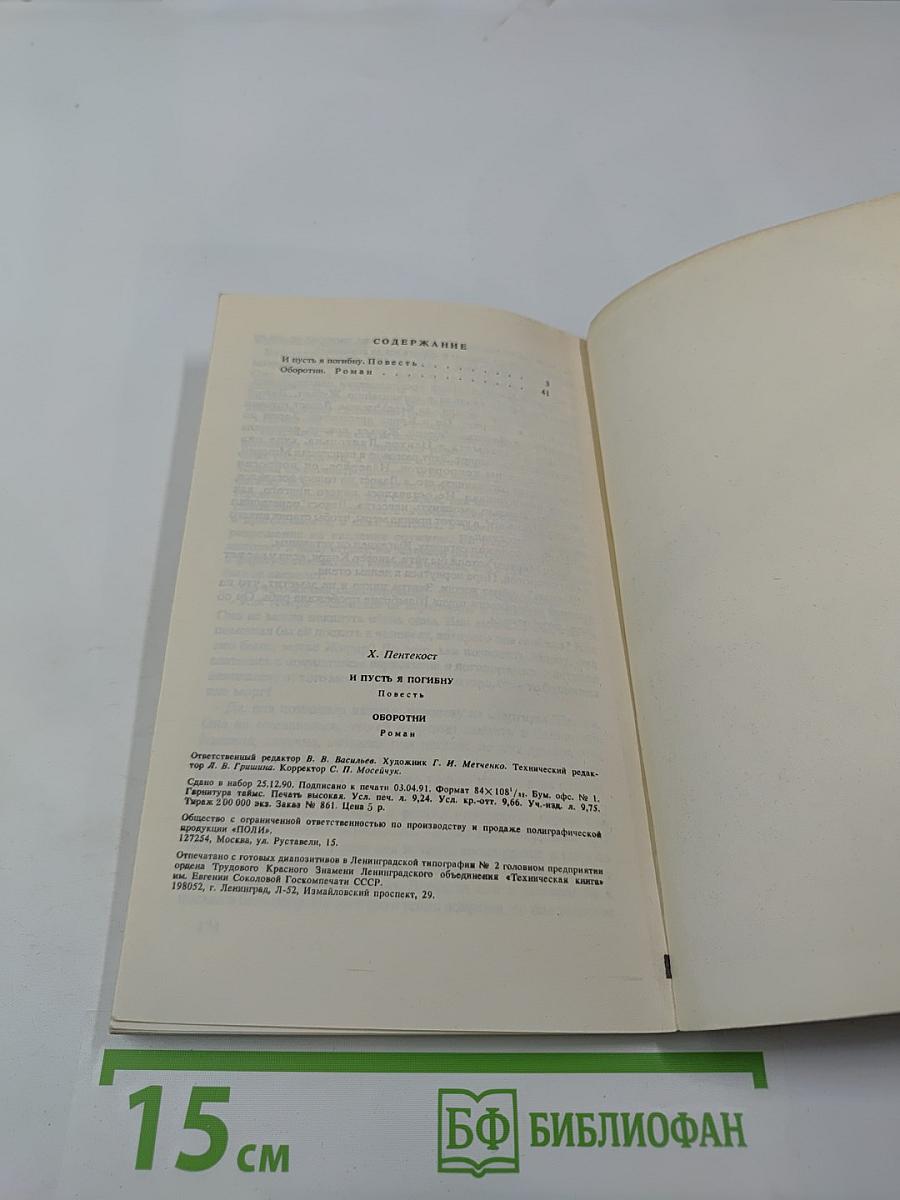 СОДЕРЖАНИЕ
И пусть я погибну. Повесть . . . . . . . . . 3
Оборотни. Роман . . . . . . . . . . . . 41
Х. Пентекост
И ПУСТЬ Я ПОГИБНУ
Повесть
ОБОРОТНИ
Роман
Ответственный редактор В. В. Васильев. Художник Г. И. Метченко. Технический редак-
тор Л. В. Гришина. Корректор С. П. Мосейчук.
Сдано в набор 25.12.90. Подписано к печати 03.04.91. Формат 84×108¹/₃₂. Бум. офс. № 1.
Гарнитура таймс. Печать высокая. Усл. печ. л. 9,24. Усл. кр.-отт. 9,66. Уч.-изд. л. 9,75.
Тираж 200 000 экз. Заказ № 861. Цена 5 р.
Общество с ограниченной ответственностью по производству и продаже полиграфической
продукции «ПОЛИ».
127254, Москва, ул. Руставели, 15.
Отпечатано с готовых диапозитивов в Ленинградской типографии № 2 головном предприятии
ордена Трудового Красного Знамени Ленинградского объединения «Техническая книга»
им. Евгении Соколовой Госкомпечати СССР.
198052, г. Ленинград, Л-52, Измайловский проспект, 29.
15 см
БФ БИБЛИОФАН